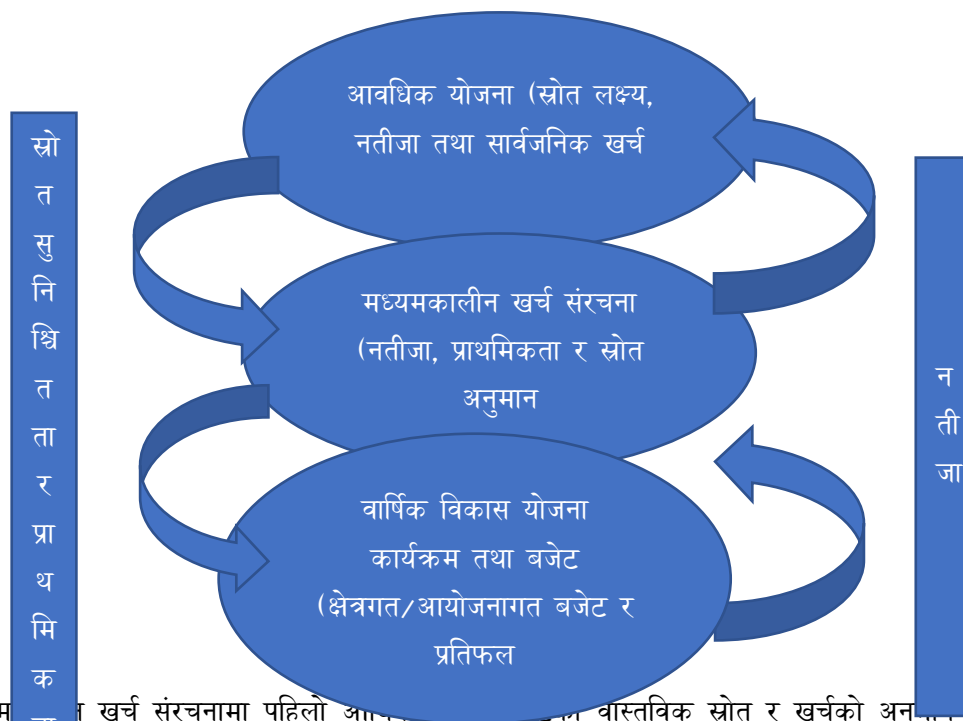 स्रो
त
सु
नि
श्चि
त
ता
र
प्रा
थ
मि
क
आवधिक योजना (स्रोत लक्ष्य,
नतीजा तथा सार्वजनिक खर्च
मध्यमकालीन खर्च संरचना
(नतीजा, प्राथमिकता र स्रोत
अनुमान
वार्षिक विकास योजना
कार्यक्रम तथा बजेट
(क्षेत्रगत/आयोजनागत बजेट र
प्रतिफल
न
ती
जा
खर्च संरचनामा पहिलो वास्तविक स्रोत र खर्चको